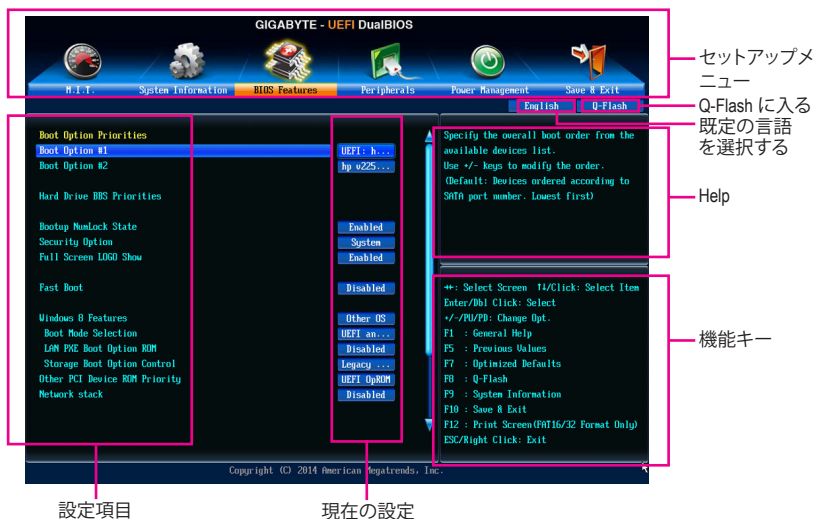 GIGABYTE - UEFI DualBIOS
M.I.T. System Information BIOS Features Peripherals Power Management Save & Exit
English Q-Flash
セットアップメ
ニュー
Q-Flash に入る
既定の言語
を選択する
Boot Option Priorities
Boot Option #1 UEFI: h...
Boot Option #2 hp v225...
Hard Drive BBS Priorities
Bootup NumLock State Enabled
Security Option System
Full Screen LOGO Show Enabled
Fast Boot Disabled
Windows 8 Features Other OS
Boot Mode Selection UEFI an...
LAN PXE Boot Option ROM Disabled
Storage Boot Option Control Legacy ...
Other PCI Device ROM Priority UEFI OpROM
Network stack Disabled
Specify the overall boot order from the
available devices list.
Use +/- keys to modify the order.
(Default: Devices ordered according to
SATA port number. Lowest first)
Help
→←: Select Screen ↑↓/Click: Select Item
Enter/Dbl Click: Select
+/-/PU/PD: Change Opt.
F1 : General Help
F5 : Previous Values
F7 : Optimized Defaults
F8 : Q-Flash
F9 : System Information
F10 : Save & Exit
F12 : Print Screen(FAT16/32 Format Only)
ESC/Right Click: Exit
機能キー
Copyright (C) 2014 American Megatrends, Inc.
設定項目
現在の設定